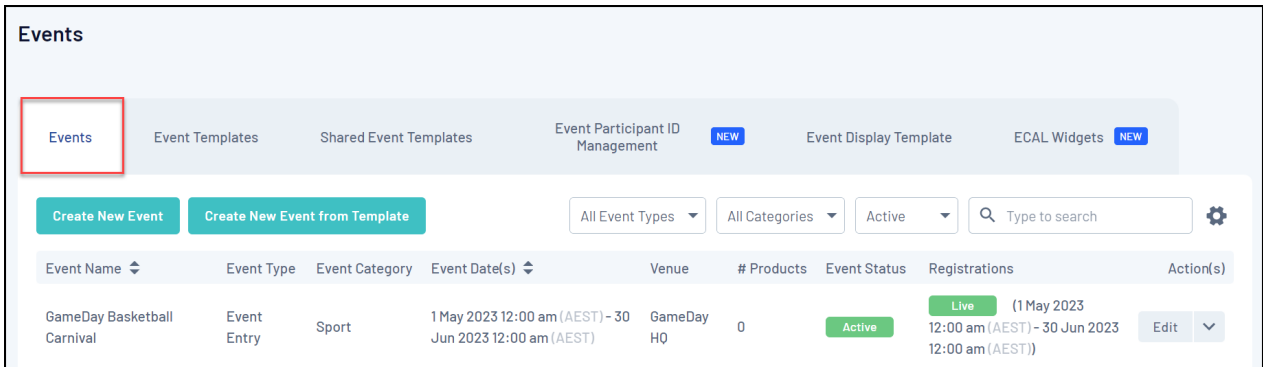 Events
Events
Event Templates
Shared Event Templates
Event Participant ID
Management
NEW
Event Display Template
ECAL Widgets
NEW
Create New Event
Create New Event from Template
All Event Types
All Categories
Active
Type to search
Event Name
Event Type
Event Category
Event Date(s)
Venue
# Products
Event Status
Registrations
Action(s)
GameDay Basketball
Carnival
Event
Entry
Sport
1 May 2023 12:00 am (AEST) - 30
Jun 2023 12:00 am (AEST)
GameDay
HQ
0
Active
Live (1 May 2023
12:00 am (AEST) - 30 Jun 2023
12:00 am (AEST))
Edit